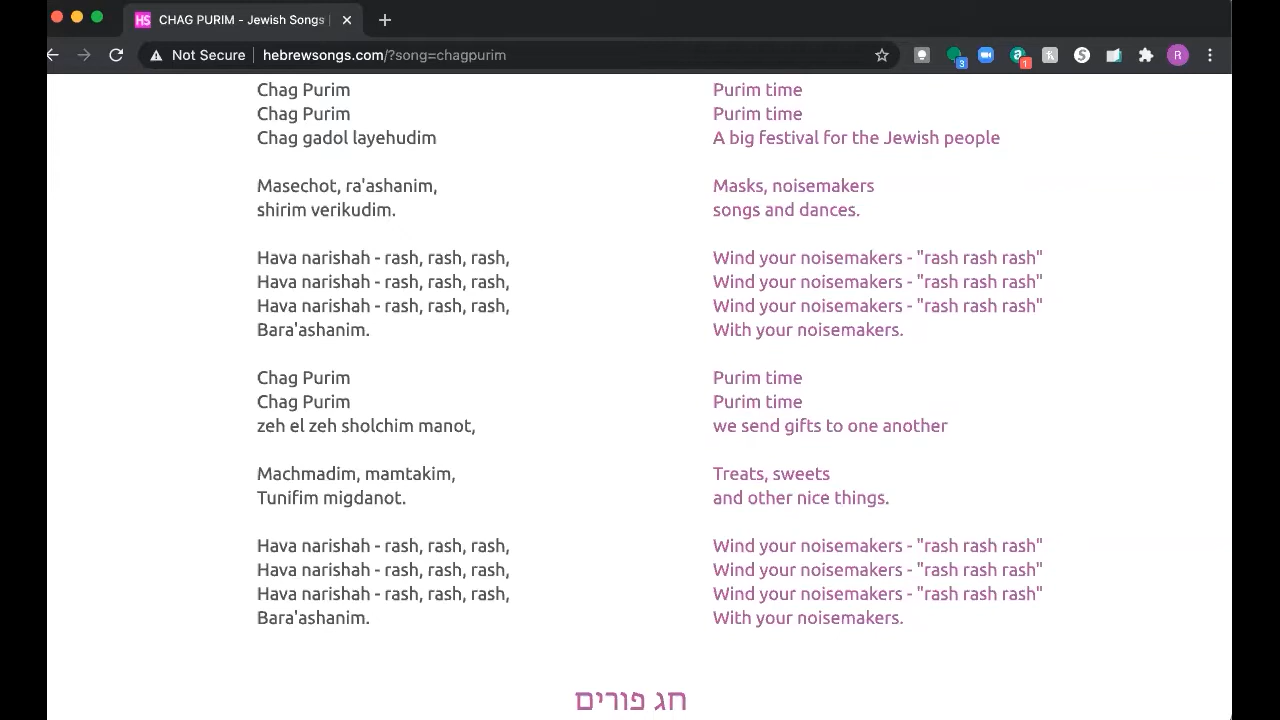 HS CHAG PURIM - Jewish Songs
Not Secure hebrewsongs.com/?song=chagpurim
3
1
R
Chag Purim
Chag Purim
Chag gadol layehudim
Masechot, ra'ashanim,
shirim verikudim.
Hava narishah - rash, rash, rash,
Hava narishah - rash, rash, rash,
Hava narishah - rash, rash, rash,
Bara'ashanim.
Chag Purim
Chag Purim
zeh el zeh sholchim manot,
Machmadim, mamtakim,
Tunifim migdanot.
Hava narishah - rash, rash, rash,
Hava narishah - rash, rash, rash,
Hava narishah - rash, rash, rash,
Bara'ashanim.
Purim time
Purim time
A big festival for the Jewish people
Masks, noisemakers
songs and dances.
Wind your noisemakers - "rash rash rash"
Wind your noisemakers - "rash rash rash"
Wind your noisemakers - "rash rash rash"
With your noisemakers.
Purim time
Purim time
we send gifts to one another
Treats, sweets
and other nice things.
Wind your noisemakers - "rash rash rash"
Wind your noisemakers - "rash rash rash"
Wind your noisemakers - "rash rash rash"
With your noisemakers.
חג פורים